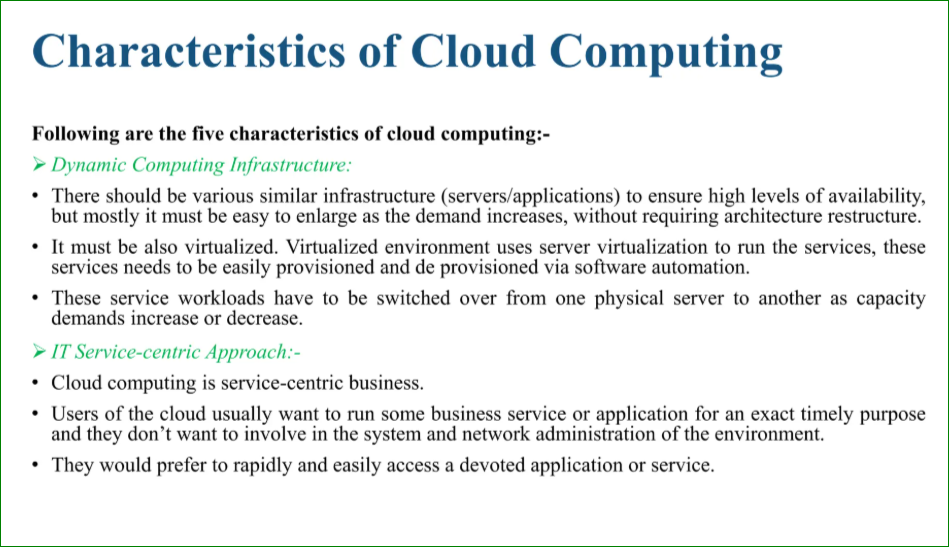 Characteristics of Cloud Computing
Following are the five characteristics of cloud computing:-
➢ Dynamic Computing Infrastructure:
• There should be various similar infrastructure (servers/applications) to ensure high levels of availability,
but mostly it must be easy to enlarge as the demand increases, without requiring architecture restructure.
• It must be also virtualized. Virtualized environment uses server virtualization to run the services, these
services needs to be easily provisioned and de provisioned via software automation.
• These service workloads have to be switched over from one physical server to another as capacity
demands increase or decrease.
➢ IT Service-centric Approach:-
• Cloud computing is service-centric business.
• Users of the cloud usually want to run some business service or application for an exact timely purpose
and they don’t want to involve in the system and network administration of the environment.
• They would prefer to rapidly and easily access a devoted application or service.